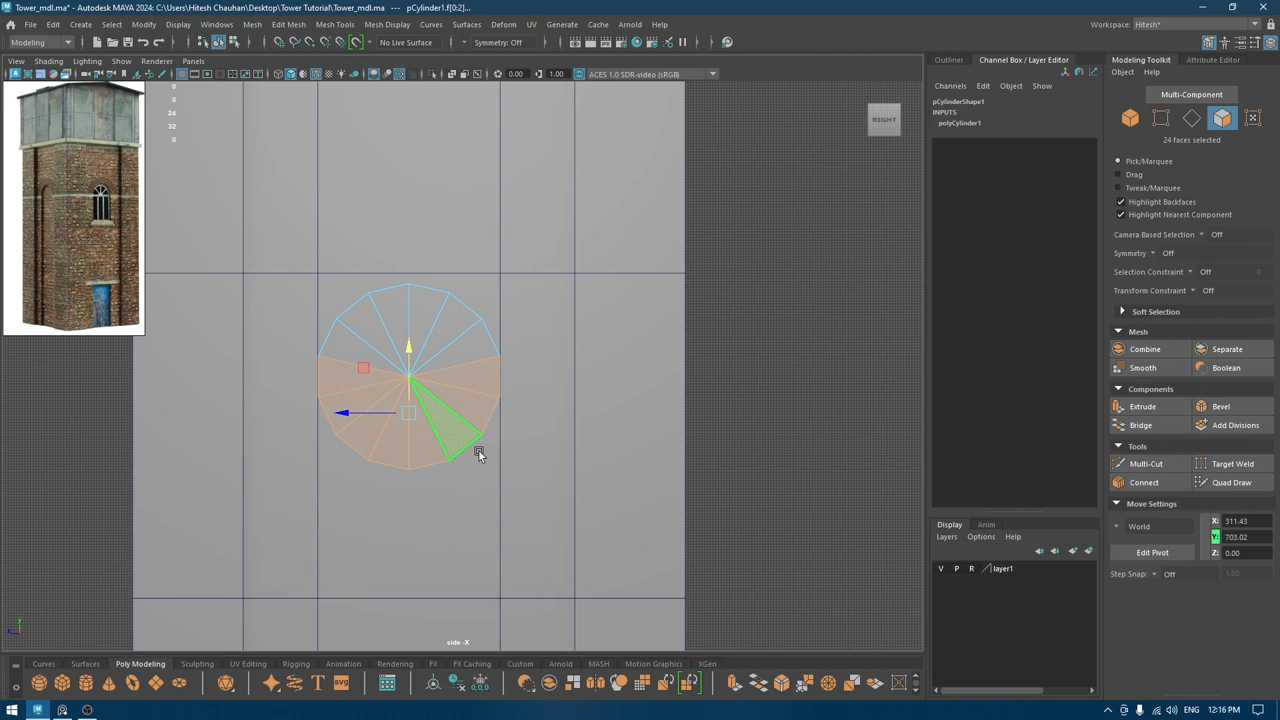 Tower_mdl.ma* - Autodesk MAYA 2024: C:\Users\Hitesh Chauhan\Desktop\Tower Tutorial\Tower_mdl.ma* --- pCylinder1.f[0:2]...
File Edit Create Select Modify Display Windows Mesh Edit Mesh Mesh Tools Mesh Display Curves Surfaces Deform UV Generate Cache Arnold Help
Workspace: Hitesh*
Modeling
No Live Surface
Symmetry: Off
View Shading Lighting Show Renderer Panels
0.00
1.00
ACES 1.0 SDR-video (sRGB)
0
0
24
32
0
RIGHT
side -X
Outliner
Channel Box / Layer Editor
Channels Edit Object Show
pCylinderShape1
INPUTS
polyCylinder1
Display Anim
Layers Options Help
V P R layer1
Modeling Toolkit
Attribute Editor
Object Help
Multi-Component
24 faces selected
Pick/Marquee
Drag
Tweak/Marquee
Highlight Backfaces
Highlight Nearest Component
Camera Based Selection Off
Symmetry Off
Selection Constraint Off
Transform Constraint Off
Soft Selection
Mesh
Combine Separate
Smooth Boolean
Components
Extrude Bevel
Bridge Add Divisions
Tools
Multi-Cut Target Weld
Connect Quad Draw
Move Settings
World
X: 311.43
Y: 703.02
Edit Pivot
Z: 0.00
Step Snap: Off 1.00
Curves Surfaces Poly Modeling Sculpting UV Editing Rigging Animation Rendering FX FX Caching Custom Arnold MASH Motion Graphics XGen
ENG 12:16 PM